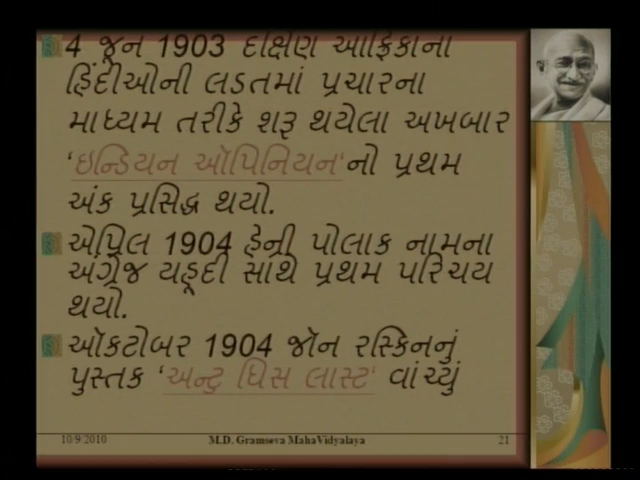 4 જૂન 1903 દક્ષિણ આફ્રિકાના
હિંદીઓની લડતમાં પ્રચારના
માધ્યમ તરીકે શરૂ થયેલા અખબાર
‘ઇન્ડિયન ઑપિનિયન’નો પ્રથમ
અંક પ્રસિદ્ધ થયો.
એપ્રિલ 1904 હેન્રી પોલાક નામના
અંગ્રેજ યહૂદી સાથે પ્રથમ પરિચય
થયો.
ઑકટોબર 1904 જૉન રસ્કિનનું
પુસ્તક ‘અન્ટુ ધિસ લાસ્ટ’ વાંચ્યું
10/9/2010 M.D. Gramseva MahaVidyalaya 21